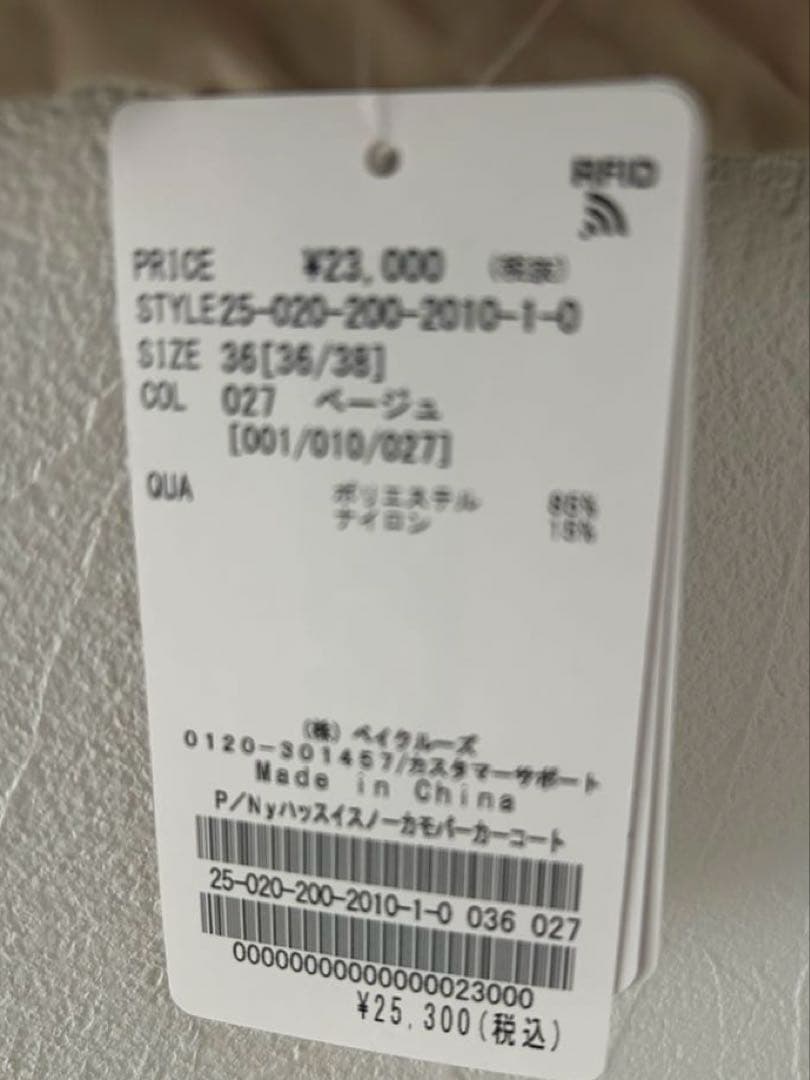 RFID
PRICE ¥23,000 (税抜)
STYLE25-020-200-2010-1-0
SIZE 36[36/38]
COL 027 ベージュ
[001/010/027]
QUA ポリエステル 85%
ナイロン 15%
(株)ベイクルーズ
0120-301457/カスタマーサポート
Made in China
P/Nyハッスイスノーカモパーカーコート
25-020-200-2010-1-0 036 027
¥25,300(税込)